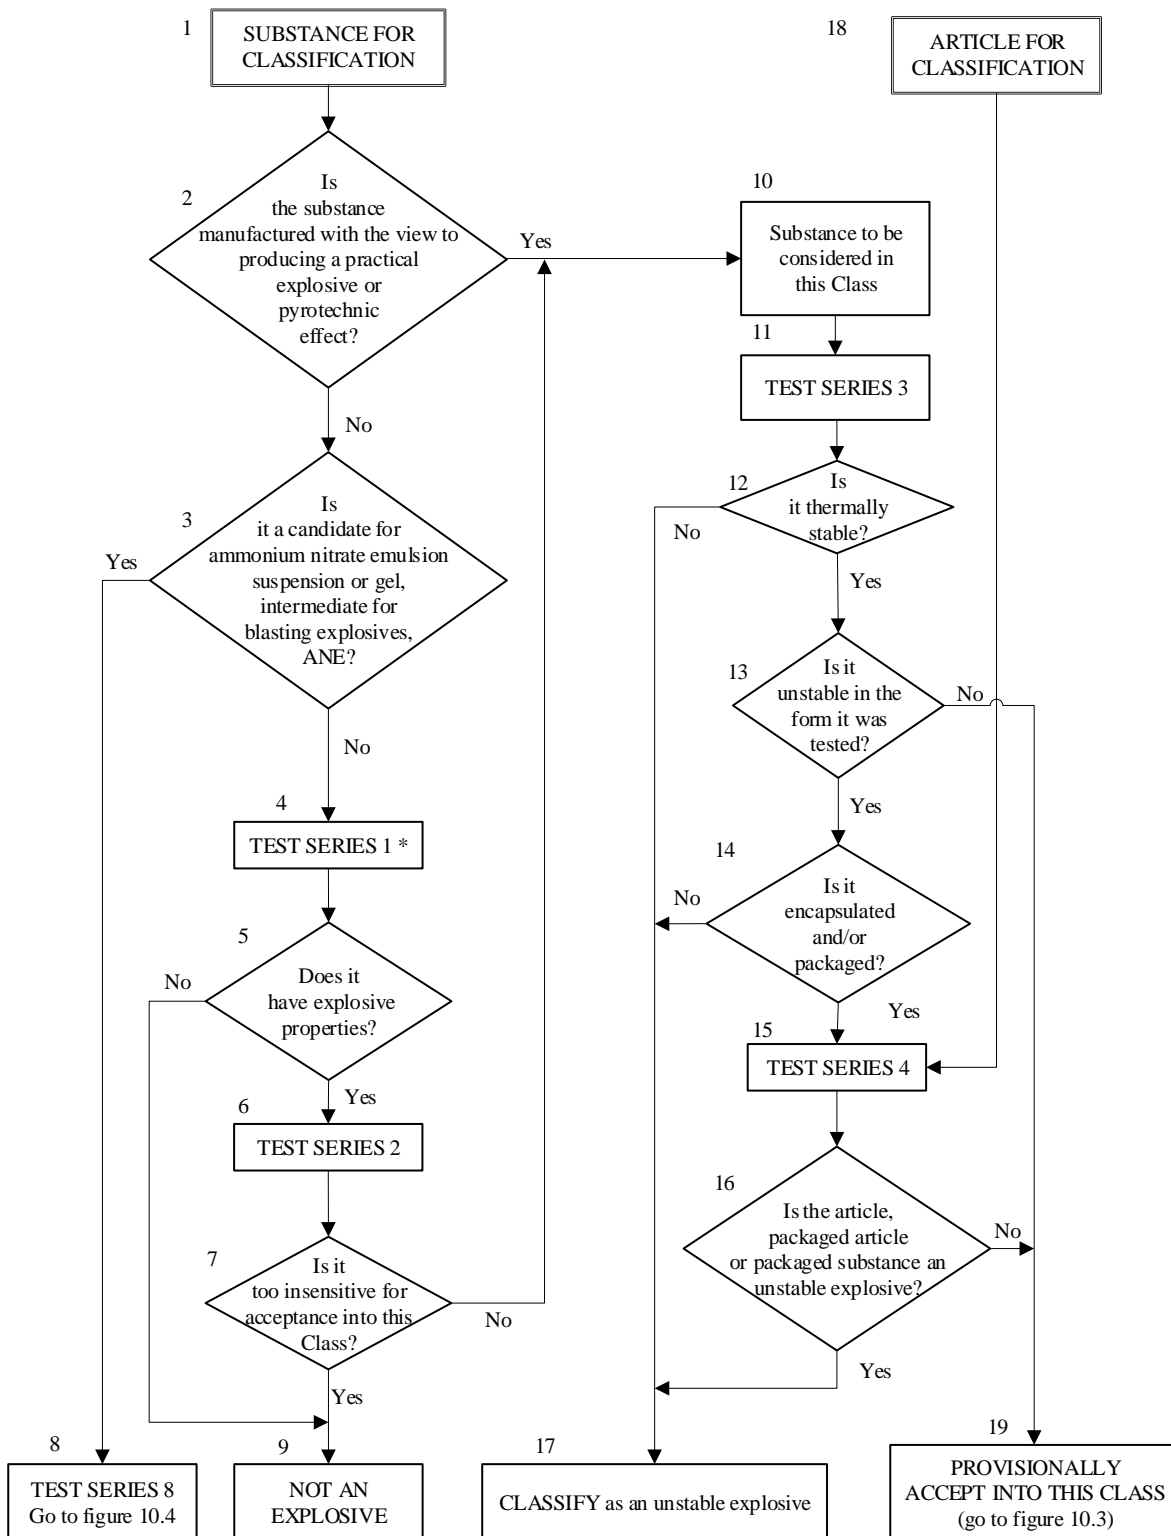 1
SUBSTANCE FOR
CLASSIFICATION
18
ARTICLE FOR
CLASSIFICATION
2
Is
the substance
manufactured with the view to
producing a practical
explosive or
pyrotechnic
effect?
Yes
No
10
Substance to be
considered in
this Class
11
TEST SERIES 3
3
Is
it a candidate for
ammonium nitrate emulsion
suspension or gel,
intermediate for
blasting explosives,
ANE?
Yes
No
12
Is
it thermally
stable?
No
Yes
13
Is it
unstable in the
form it was
tested?
No
Yes
4
TEST SERIES 1 *
14
Is it
encapsulated
and/or
packaged?
No
Yes
5
Does it
have explosive
properties?
No
Yes
15
TEST SERIES 4
6
TEST SERIES 2
16
Is the article,
packaged article
or packaged substance an
unstable explosive?
No
Yes
7
Is it
too insensitive for
acceptance into this
Class?
No
Yes
8
TEST SERIES 8
Go to figure 10.4
9
NOT AN
EXPLOSIVE
17
CLASSIFY as an unstable explosive
19
PROVISIONALLY
ACCEPT INTO THIS CLASS
(go to figure 10.3)